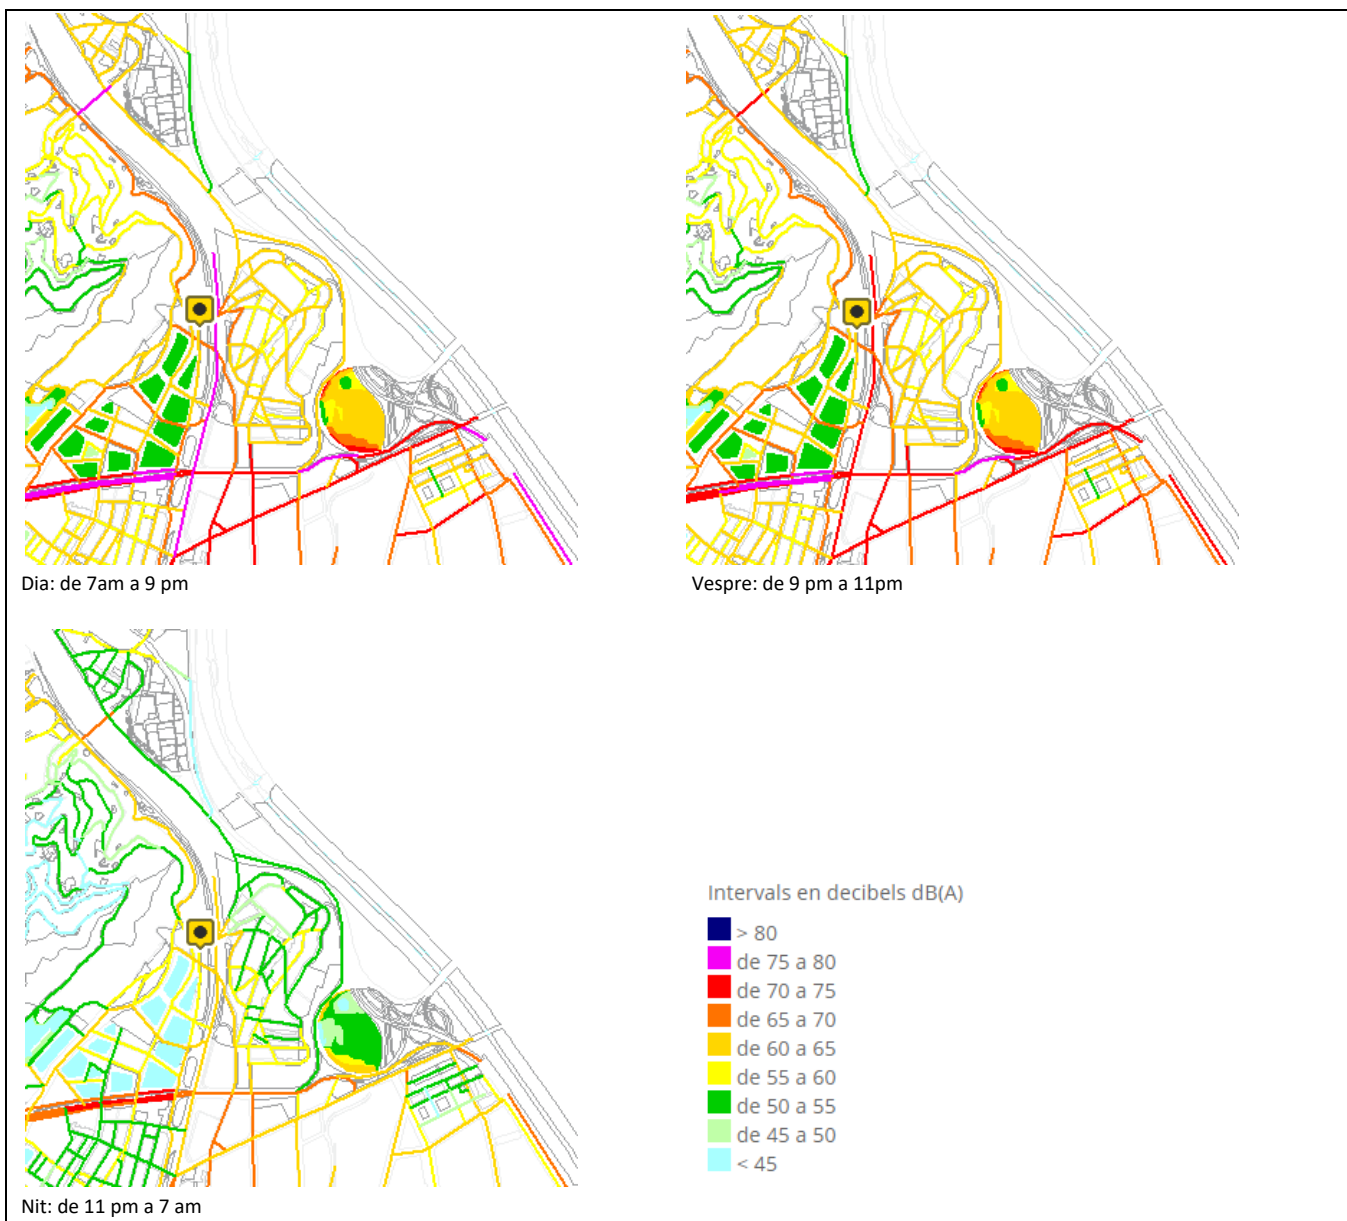 Dia: de 7am a 9 pm
Vespre: de 9 pm a 11pm
Intervals en decibels dB(A)
> 80
de 75 a 80
de 70 a 75
de 65 a 70
de 60 a 65
de 55 a 60
de 50 a 55
de 45 a 50
< 45
Nit: de 11 pm a 7 am